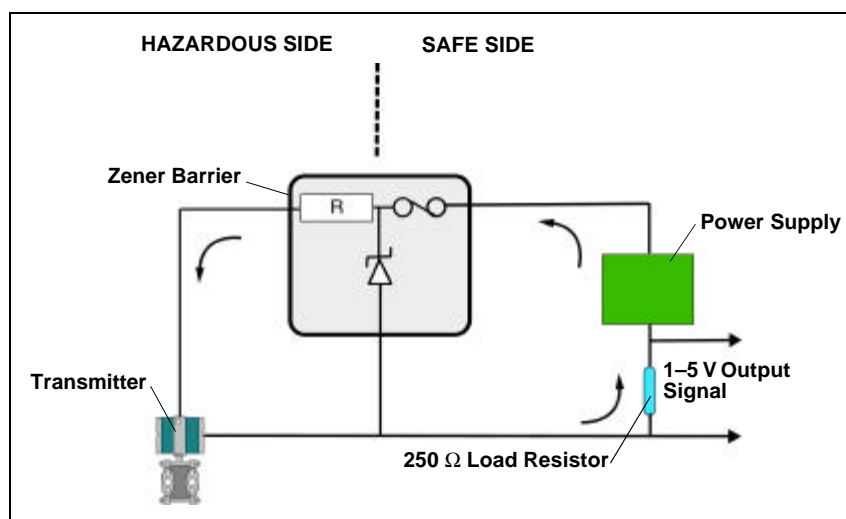 HAZARDOUS SIDE
SAFE SIDE
Zener Barrier
R
Power Supply
Transmitter
1–5 V Output
Signal
250 Ω Load Resistor